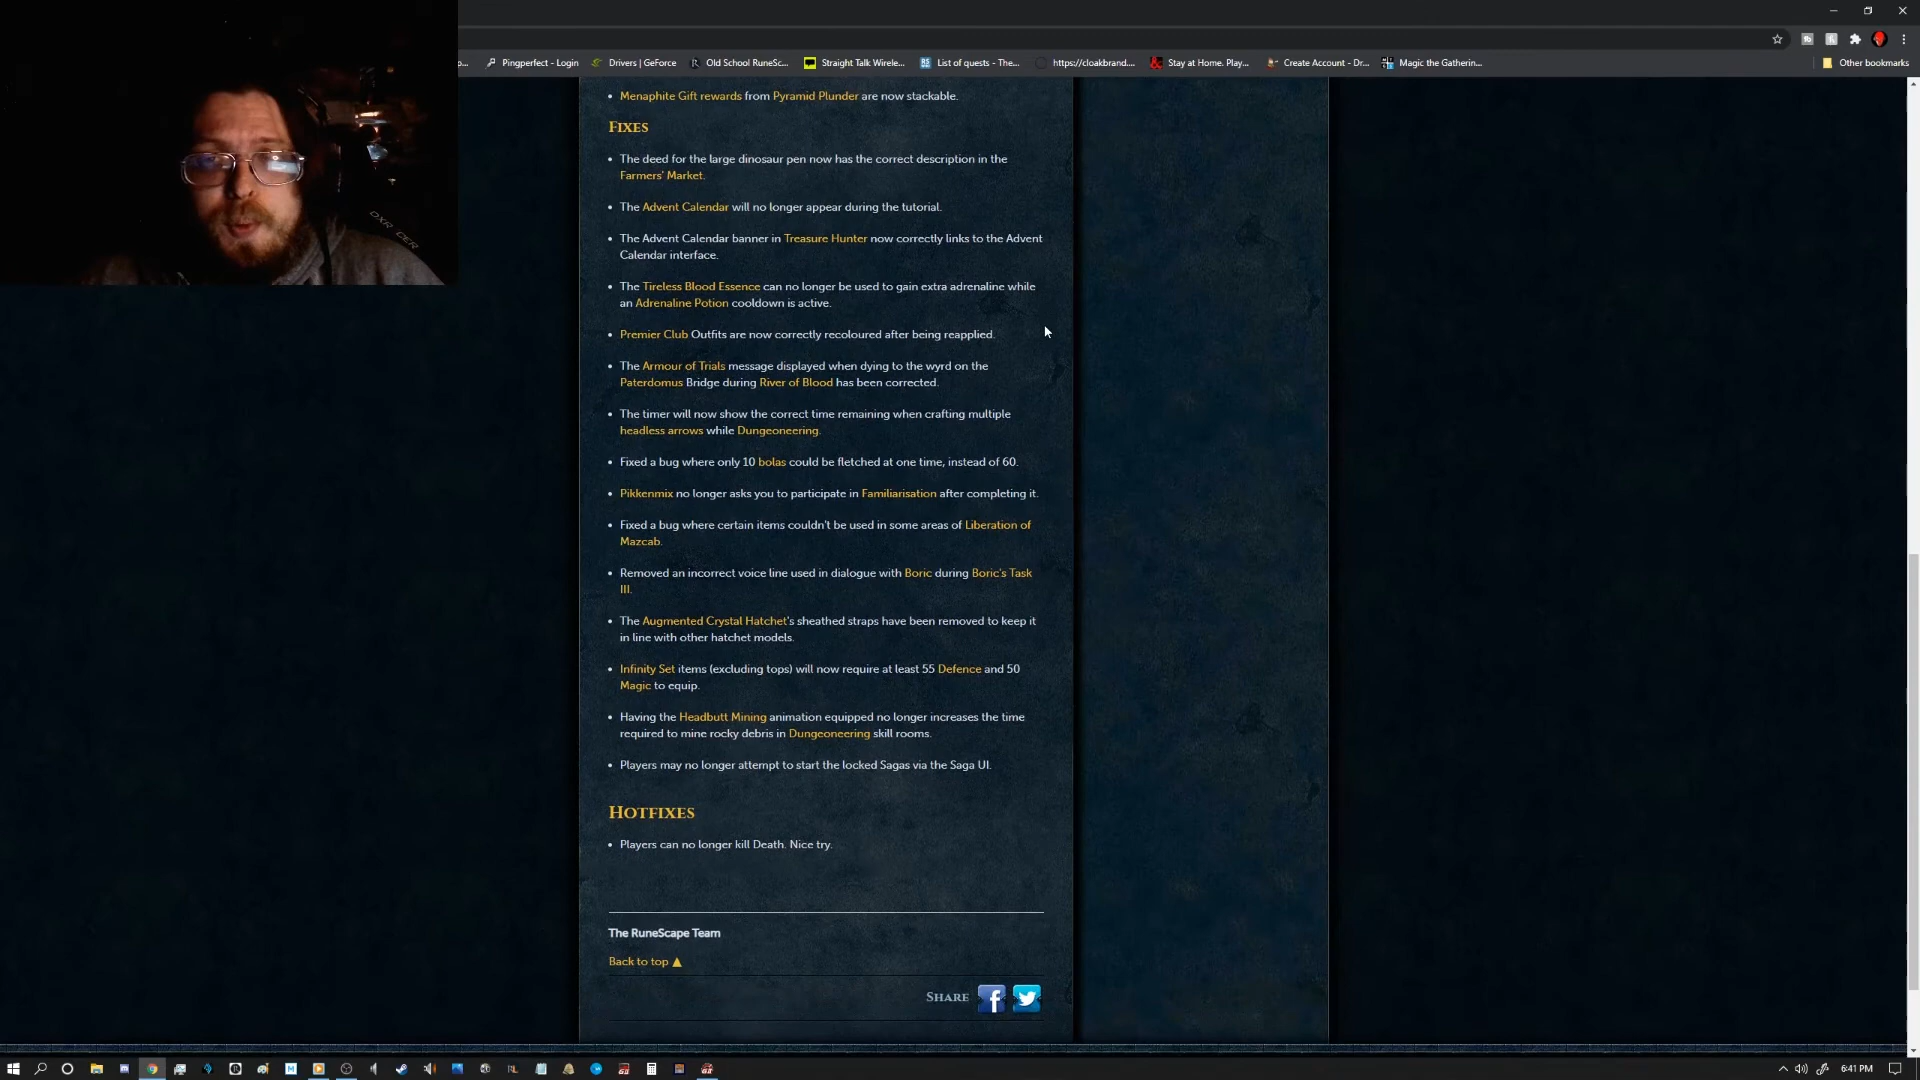 p...
Pingperfect - Login
Drivers | GeForce
Old School RuneSc...
Straight Talk Wirele...
List of quests - The...
https://cloakbrand....
Stay at Home. Play...
Create Account - Dr...
Magic the Gatherin...
Other bookmarks
• Menaphite Gift rewards from Pyramid Plunder are now stackable.
FIXES
• The deed for the large dinosaur pen now has the correct description in the
Farmers' Market.
• The Advent Calendar will no longer appear during the tutorial.
• The Advent Calendar banner in Treasure Hunter now correctly links to the Advent
Calendar interface.
• The Tireless Blood Essence can no longer be used to gain extra adrenaline while
an Adrenaline Potion cooldown is active.
• Premier Club Outfits are now correctly recoloured after being reapplied.
• The Armour of Trials message displayed when dying to the wyrd on the
Paterdomus Bridge during River of Blood has been corrected.
• The timer will now show the correct time remaining when crafting multiple
headless arrows while Dungeoneering.
• Fixed a bug where only 10 bolas could be fletched at one time, instead of 60.
• Pikkenmix no longer asks you to participate in Familiarisation after completing it.
• Fixed a bug where certain items couldn't be used in some areas of Liberation of
Mazcab.
• Removed an incorrect voice line used in dialogue with Boric during Boric's Task
III.
• The Augmented Crystal Hatchet's sheathed straps have been removed to keep it
in line with other hatchet models.
• Infinity Set items (excluding tops) will now require at least 55 Defence and 50
Magic to equip.
• Having the Headbutt Mining animation equipped no longer increases the time
required to mine rocky debris in Dungeoneering skill rooms.
• Players may no longer attempt to start the locked Sagas via the Saga UI.
HOTFIXES
• Players can no longer kill Death. Nice try.
The RuneScape Team
Back to top ▲
SHARE
6:41 PM